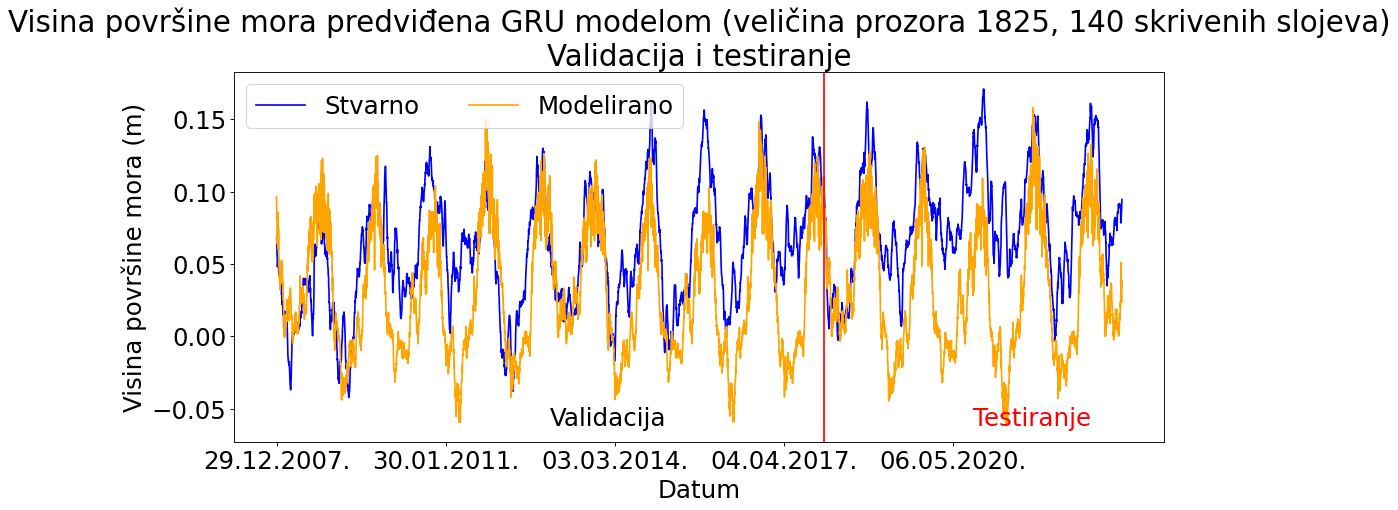 Visina površine mora predviđena GRU modelom (veličina prozora 1825, 140 skrivenih slojeva)
Validacija i testiranje
Stvarno
Modelirano
Visina površine mora (m)
0.15
0.10
0.05
0.00
−0.05
Validacija
Testiranje
29.12.2007.
30.01.2011.
03.03.2014.
04.04.2017.
06.05.2020.
Datum